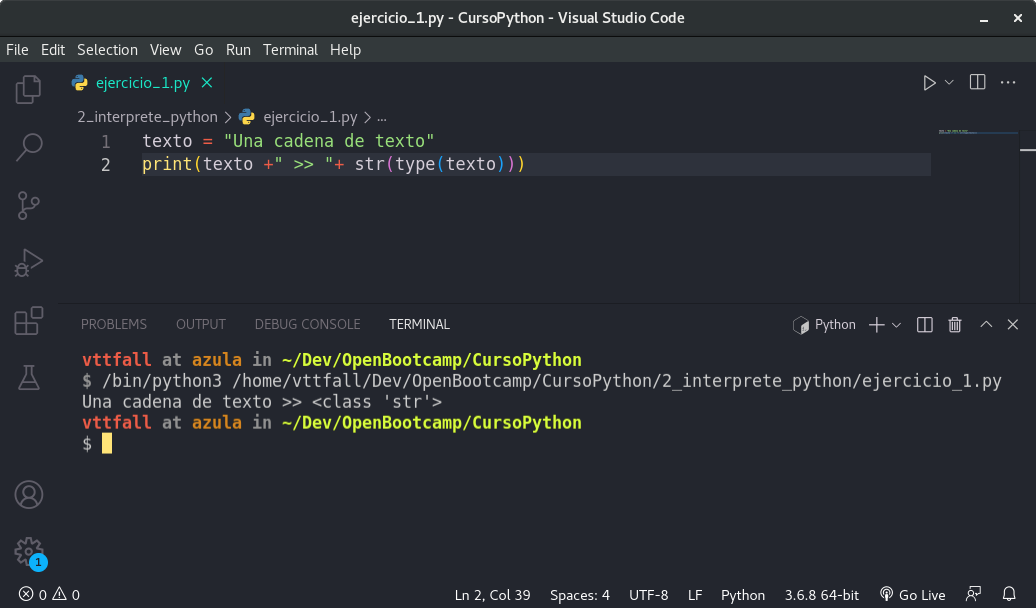 ejercicio_1.py - CursoPython - Visual Studio Code
File Edit Selection View Go Run Terminal Help
ejercicio_1.py
2_interprete_python > ejercicio_1.py > ...
1 texto = "Una cadena de texto"
2 print(texto +" >> "+ str(type(texto)))
PROBLEMS OUTPUT DEBUG CONSOLE TERMINAL Python
vttfall at azula in ~/Dev/OpenBootcamp/CursoPython
$ /bin/python3 /home/vttfall/Dev/OpenBootcamp/CursoPython/2_interprete_python/ejercicio_1.py
Una cadena de texto >> <class 'str'>
vttfall at azula in ~/Dev/OpenBootcamp/CursoPython
$
1
0 0 Ln 2, Col 39 Spaces: 4 UTF-8 LF Python 3.6.8 64-bit Go Live